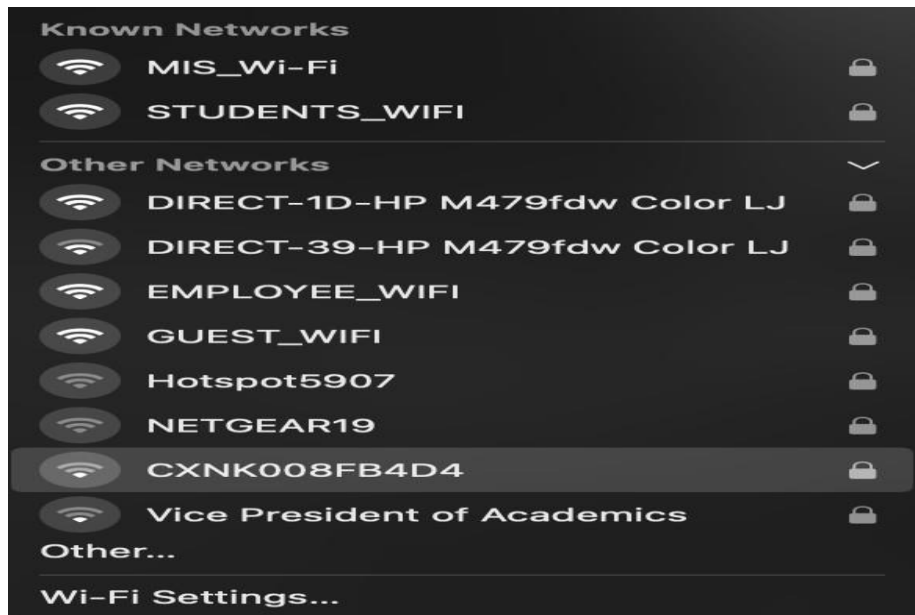 Known Networks
MIS_Wi-Fi
STUDENTS_WIFI
Other Networks
DIRECT-1D-HP M479fdw Color LJ
DIRECT-39-HP M479fdw Color LJ
EMPLOYEE_WIFI
GUEST_WIFI
Hotspot5907
NETGEAR19
CXNK008FB4D4
Vice President of Academics
Other...
Wi-Fi Settings...